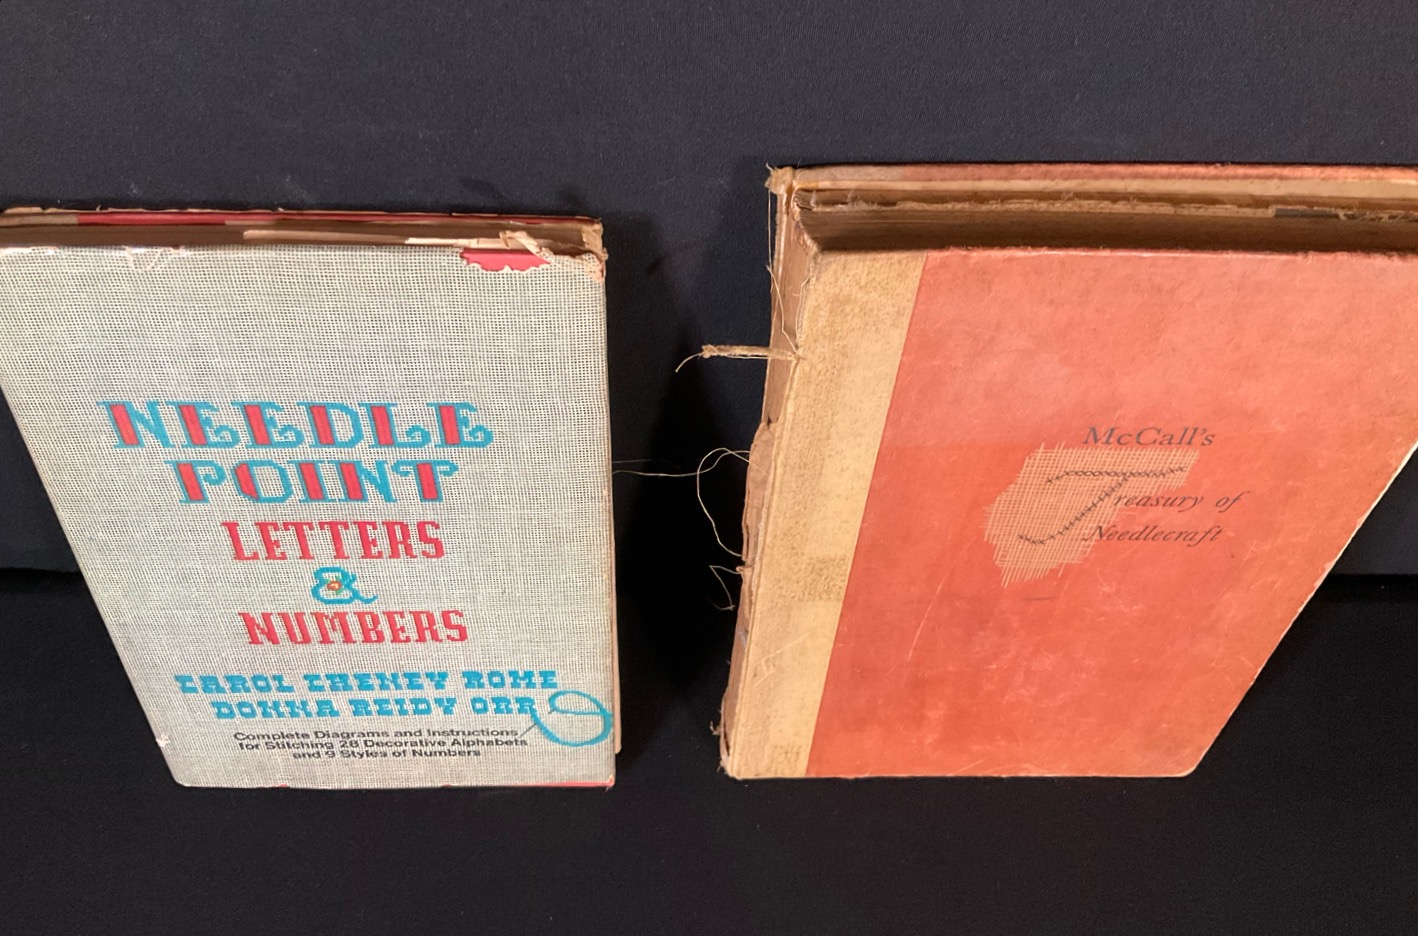 NEEDLE
POINT
LETTERS
&
NUMBERS
CAROL CHENEY ROME
DONNA REIDY ORR
Complete Diagrams and Instructions
for Stitching 28 Decorative Alphabets
and 9 Styles of Numbers
McCall's
Treasury of
Needlecraft